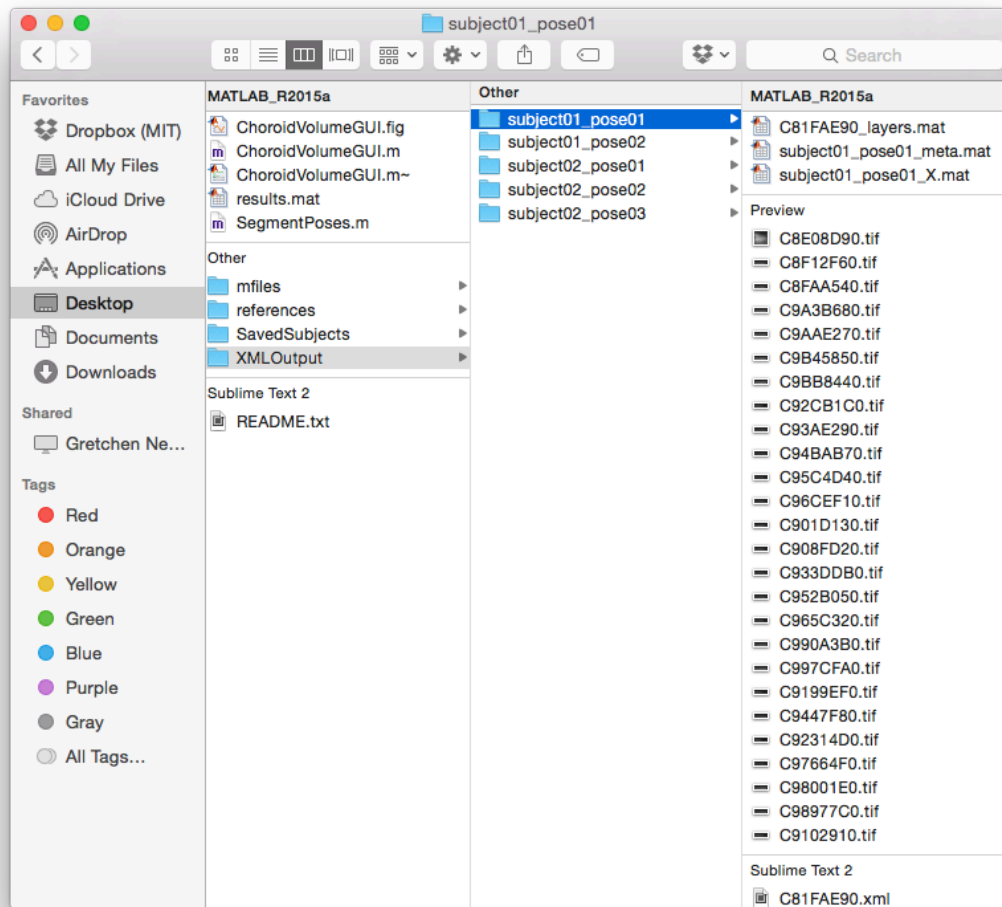 subject01_pose01
Search
Favorites
Dropbox (MIT)
All My Files
iCloud Drive
AirDrop
Applications
Desktop
Documents
Downloads
Shared
Gretchen Ne...
Tags
Red
Orange
Yellow
Green
Blue
Purple
Gray
All Tags...
MATLAB_R2015a
ChoroidVolumeGUI.fig
ChoroidVolumeGUI.m
ChoroidVolumeGUI.m~
results.mat
SegmentPoses.m
Other
mfiles
references
SavedSubjects
XMLOutput
Sublime Text 2
README.txt
Other
subject01_pose01
subject01_pose02
subject02_pose01
subject02_pose02
subject02_pose03
MATLAB_R2015a
C81FAE90_layers.mat
subject01_pose01_meta.mat
subject01_pose01_X.mat
Preview
C8E08D90.tif
C8F12F60.tif
C8FAA540.tif
C9A3B680.tif
C9AAE270.tif
C9B45850.tif
C9BB8440.tif
C92CB1C0.tif
C93AE290.tif
C94BAB70.tif
C95C4D40.tif
C96CEF10.tif
C901D130.tif
C908FD20.tif
C933DDB0.tif
C952B050.tif
C965C320.tif
C990A3B0.tif
C997CFA0.tif
C9199EF0.tif
C9447F80.tif
C92314D0.tif
C97664F0.tif
C98001E0.tif
C98977C0.tif
C9102910.tif
Sublime Text 2
C81FAE90.xml